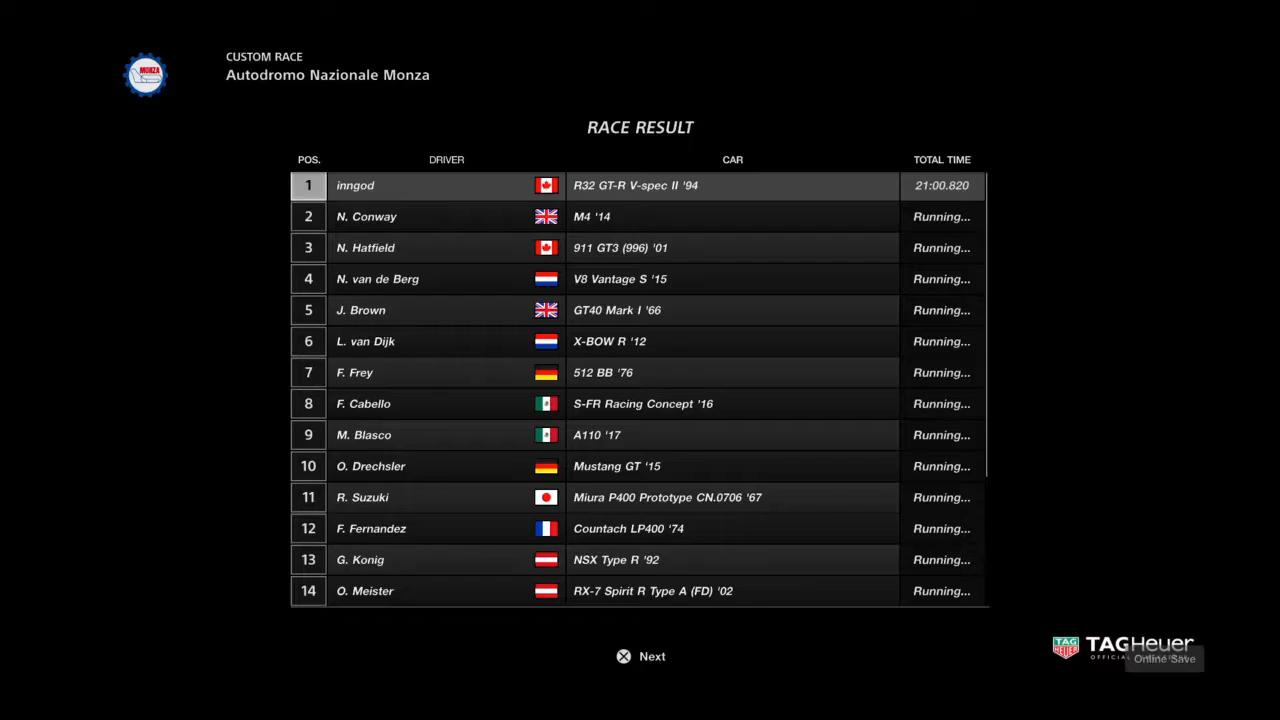 CUSTOM RACE
Autodromo Nazionale Monza
MONZA
RACE RESULT
POS. DRIVER CAR TOTAL TIME
1 inngod R32 GT-R V-spec II '94 21:00.820
2 N. Conway M4 '14 Running...
3 N. Hatfield 911 GT3 (996) '01 Running...
4 N. van de Berg V8 Vantage S '15 Running...
5 J. Brown GT40 Mark I '66 Running...
6 L. van Dijk X-BOW R '12 Running...
7 F. Frey 512 BB '76 Running...
8 F. Cabello S-FR Racing Concept '16 Running...
9 M. Blasco A110 '17 Running...
10 O. Drechsler Mustang GT '15 Running...
11 R. Suzuki Miura P400 Prototype CN.0706 '67 Running...
12 F. Fernandez Countach LP400 '74 Running...
13 G. Konig NSX Type R '92 Running...
14 O. Meister RX-7 Spirit R Type A (FD) '02 Running...
Next
TAG HEUER TAGHeuer
Online Save